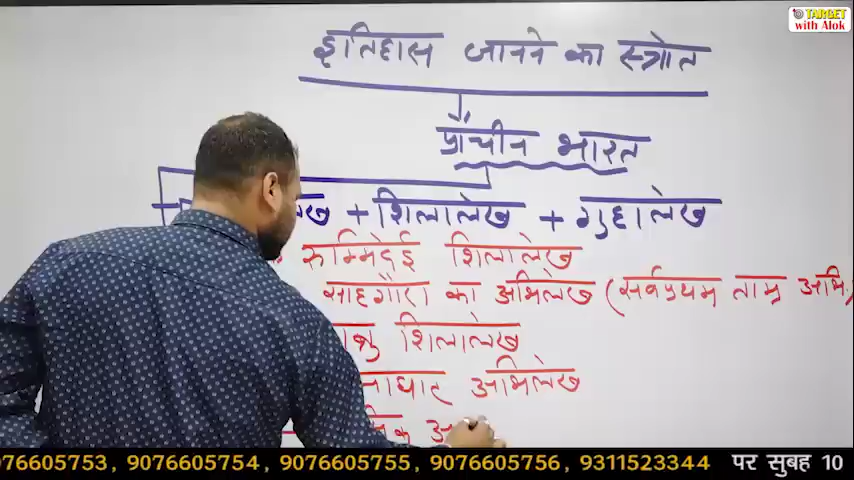 TARGET
with Alok
इतिहास जानने का स्त्रोत
प्राचीन भारत
+ शिलालेख + गुहालेख
रुम्मिदेई शिलालेख
साहगौरा का अभिलेख (सर्वप्रथम ताम्र अभि.)
शिलालेख
अभिलेख
9076605753, 9076605754, 9076605755, 9076605756, 9311523344 पर सुबह 10